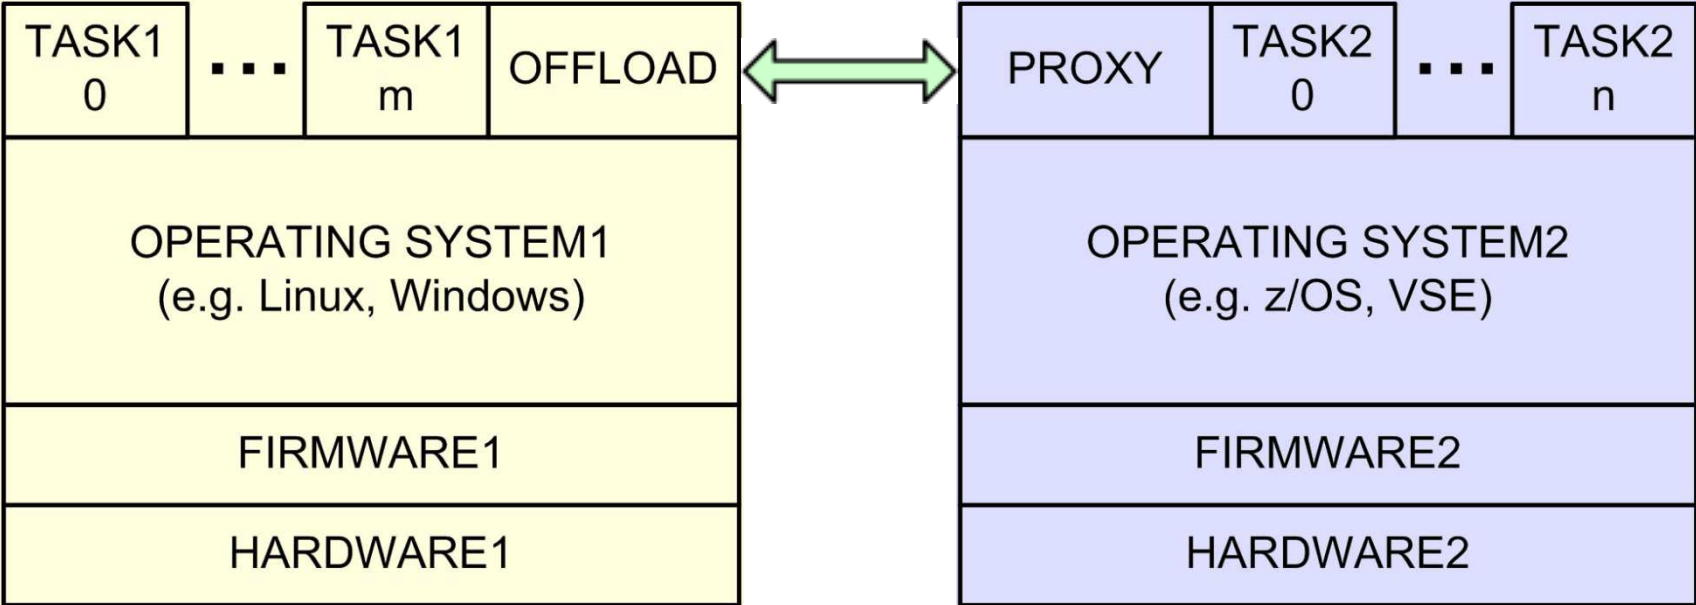 TASK1
0
...
TASK1
m
OFFLOAD
PROXY
TASK2
0
...
TASK2
n
OPERATING SYSTEM1
(e.g. Linux, Windows)
OPERATING SYSTEM2
(e.g. z/OS, VSE)
FIRMWARE1
FIRMWARE2
HARDWARE1
HARDWARE2